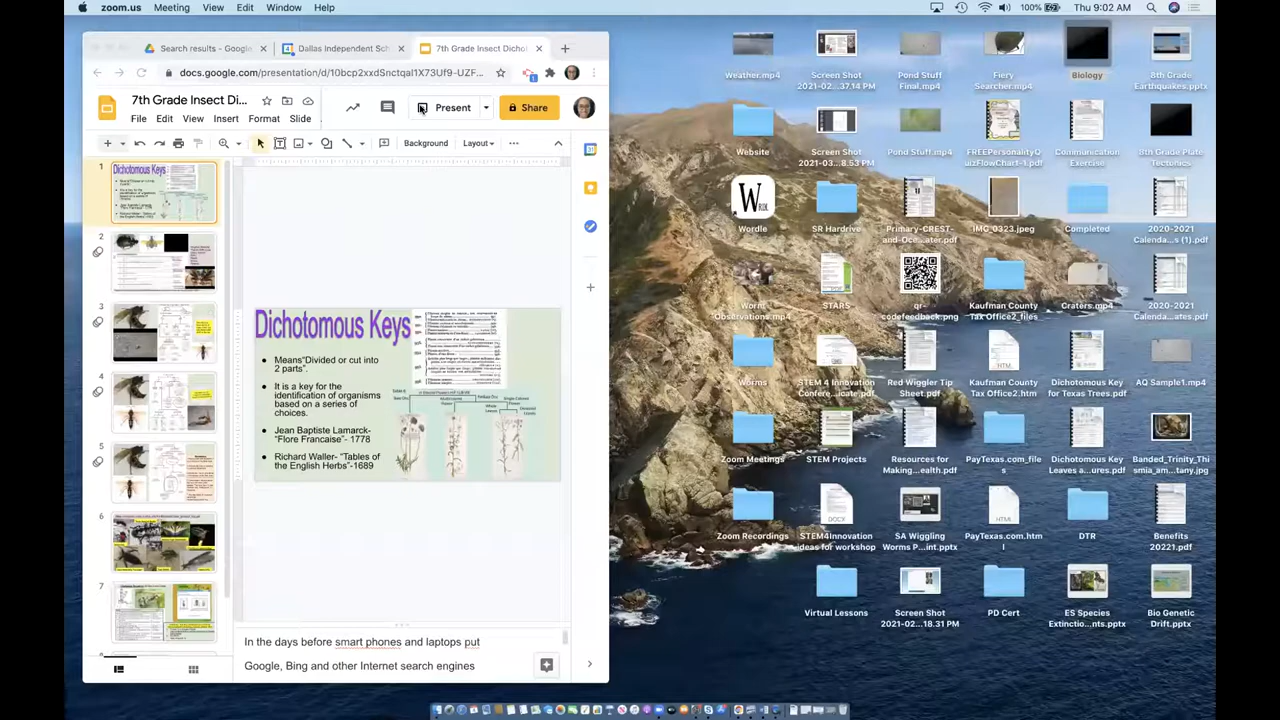 zoom.us Meeting View Edit Window Help
100% Thu 9:02 AM
Search results - Google
Dallas Independent Sch
7th Grade Insect Dichot
docs.google.com/presentation/d/10bcp2xxdSnctqal1X73Uf9-UZF...
7th Grade Insect Di...
Present
Share
File Edit View Insert Format Slide
Background Layout
1
2
3
4
5
6
7
Dichotomous Keys
Means"Divided or cut into
2 parts".
It is a key for the
identification of organisms
based on a series of
choices.
Jean Baptiste Lamarck-
"Flore Francaise"- 1778
Richard Waller- "Tables of
the English Herbs"-1689
In the days before smart phones and laptops put
Google, Bing and other Internet search engines
Weather.mp4
Screen Shot
2021-02...37.14 PM
Pond Stuff
Final.mp4
Fiery
Searcher.mp4
Biology
8th Grade
Earthquakes.pptx
Website
Screen Shot
2021-03....8.53 PM
Pond Stuff.mp4
FREEPersonalityQ
uizFlowChart1-1.pdf
Communication
Exercise
8th Grade Plate
Tectonics
W
Wordle
SR Hardrive
Primary-CREST-
and-Oce...ater.pdf
IMG_0323.jpeg
Completed
2020-2021
Calenda...s (1).pdf
Worm
Observations.mp4
STARS
qr-
codefeedback.png
Kaufman County
Tax Office2_files
Craters.mp4
2020-2021
Calenda...
Worms
STEM 4 Innovation
Confere...icate.pdf
Red Wiggler Tip
Sheet.pdf
Kaufman County
Tax Office2.htm
Dichotomous Key
for Texas Trees.pdf
AQ Sample1.mp4
Zoom Meetings
STEM Projects
Resources for
Making...ealth.pdf
PayTexas.com_file
s
Dichotomous Key
Leaves a...ures.pdf
Banded_Trinity_Thi
smia_am...tany.jpg
Zoom Recordings
DOCX
STEM4Innovation
ideas for workshop
SA Wiggling
Worms P...int.pptx
HTML
PayTexas.com.htm
l
DTR
Benefits
20221.pdf
Virtual Lessons
Screen Shot
2021-02...18.31 PM
PD Cert
ES Species
Extinctio...nts.pptx
Bio Genetic
Drift.pptx